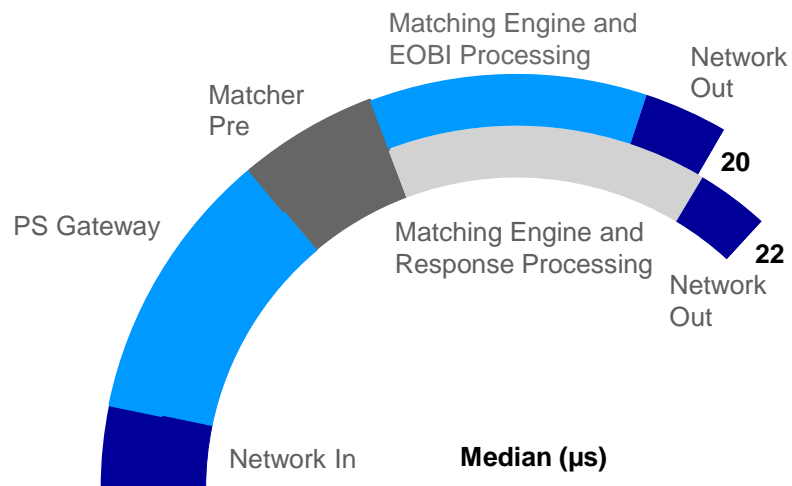 Matching Engine and
EOBI Processing
Network
Out
Matcher
Pre
20
PS Gateway
Matching Engine and
Response Processing
22
Network
Out
Network In
Median (µs)